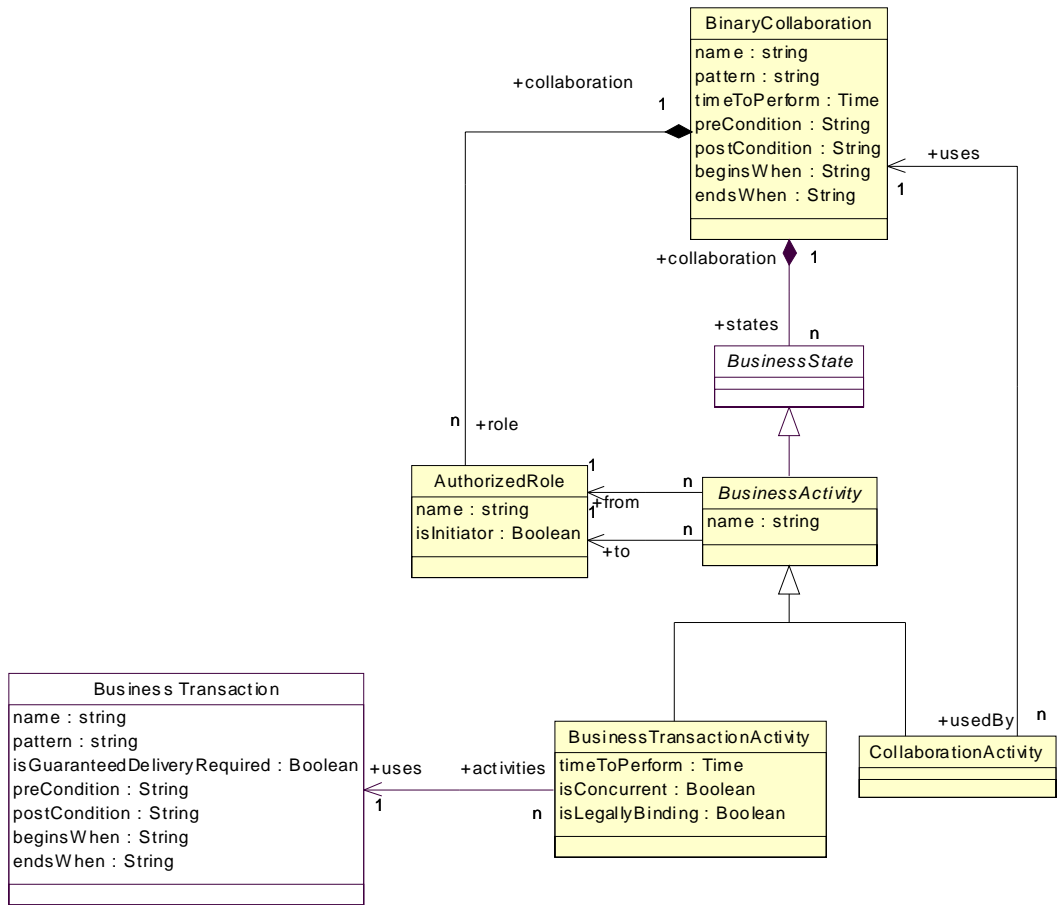 BinaryCollaboration
name : string
pattern : string
timeToPerform : Time
preCondition : String
postCondition : String
beginsWhen : String
endsWhen : String
+collaboration
1
+uses
1
+collaboration
1
+states
n
BusinessState
n
+role
AuthorizedRole
name : string
isInitiator : Boolean
1
n
+from
1
n
+to
BusinessActivity
name : string
Business Transaction
name : string
pattern : string
isGuaranteedDeliveryRequired : Boolean
preCondition : String
postCondition : String
beginsWhen : String
endsWhen : String
+uses
1
+activities
n
BusinessTransactionActivity
timeToPerform : Time
isConcurrent : Boolean
isLegallyBinding : Boolean
+usedBy
n
CollaborationActivity